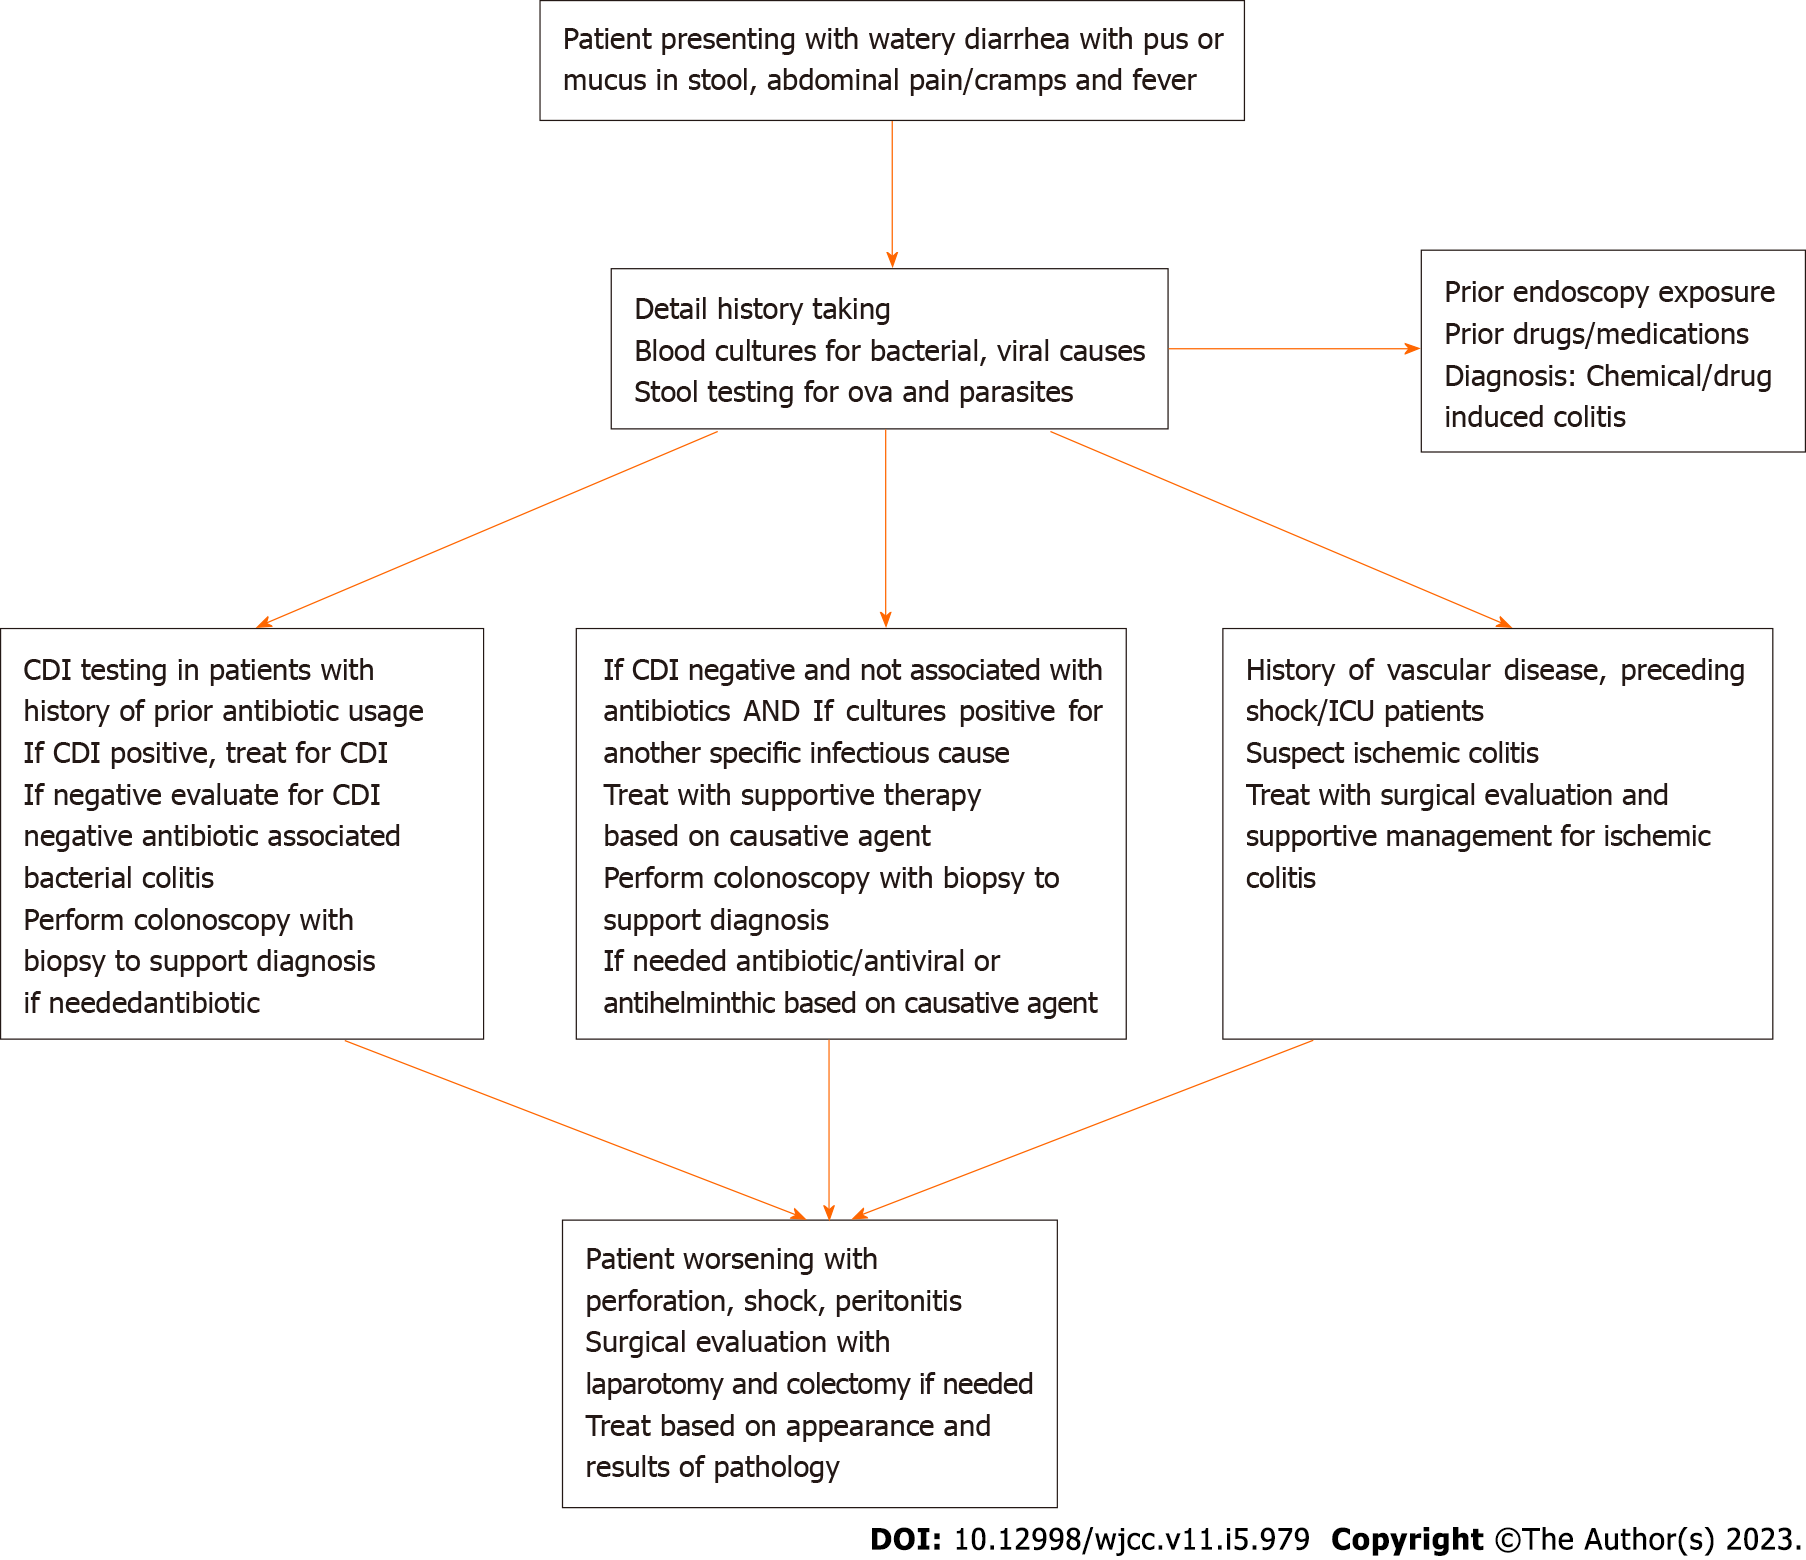 Patient presenting with watery diarrhea with pus or
mucus in stool, abdominal pain/cramps and fever
Detail history taking
Blood cultures for bacterial, viral causes
Stool testing for ova and parasites
Prior endoscopy exposure
Prior drugs/medications
Diagnosis: Chemical/drug
induced colitis
CDI testing in patients with
history of prior antibiotic usage
If CDI positive, treat for CDI
If negative evaluate for CDI
negative antibiotic associated
bacterial colitis
Perform colonoscopy with
biopsy to support diagnosis
if neededantibiotic
If CDI negative and not associated with
antibiotics AND If cultures positive for
another specific infectious cause
Treat with supportive therapy
based on causative agent
Perform colonoscopy with biopsy to
support diagnosis
If needed antibiotic/antiviral or
antihelminthic based on causative agent
History of vascular disease, preceding
shock/ICU patients
Suspect ischemic colitis
Treat with surgical evaluation and
supportive management for ischemic
colitis
Patient worsening with
perforation, shock, peritonitis
Surgical evaluation with
laparotomy and colectomy if needed
Treat based on appearance and
results of pathology
DOI: 10.12998/wjcc.v11.i5.979 Copyright ©The Author(s) 2023.